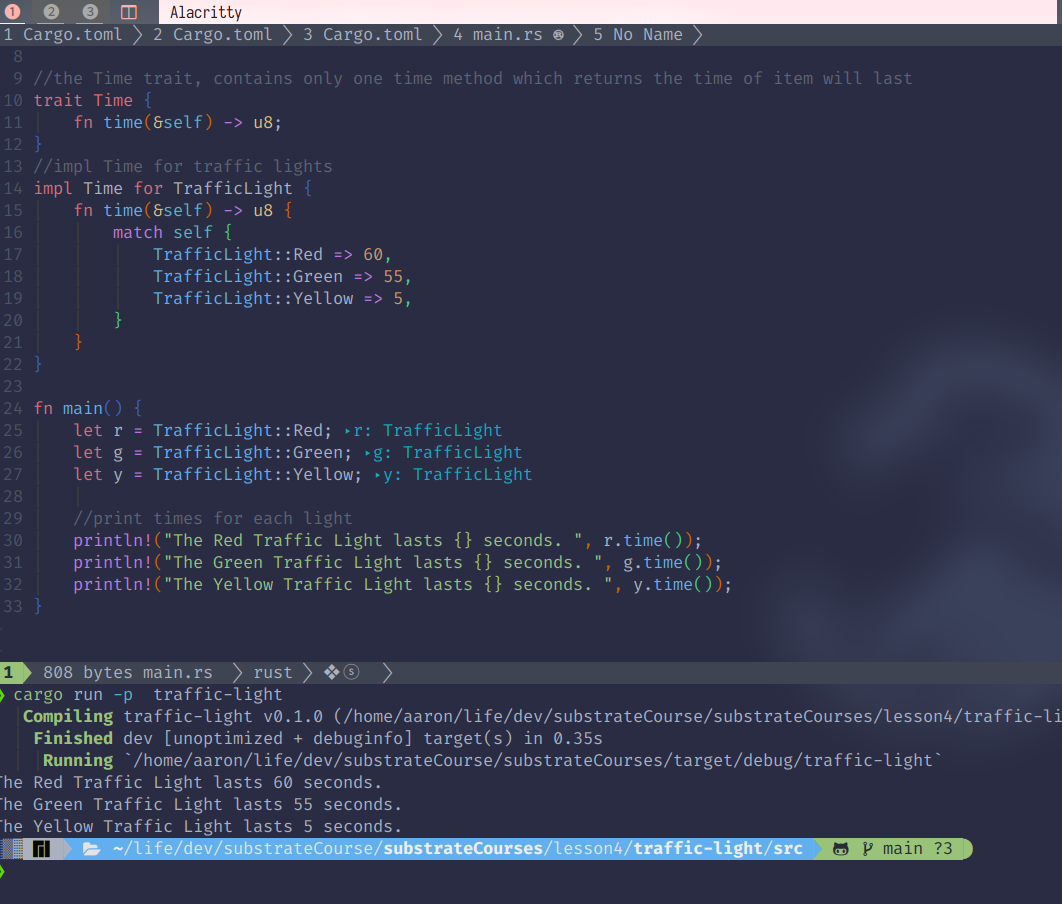 1 2 3 Alacritty
1 Cargo.toml 2 Cargo.toml 3 Cargo.toml 4 main.rs 5 No Name
8
9 //the Time trait, contains only one time method which returns the time of item will last
10 trait Time {
11 fn time(&self) -> u8;
12 }
13 //impl Time for traffic lights
14 impl Time for TrafficLight {
15 fn time(&self) -> u8 {
16 match self {
17 TrafficLight::Red => 60,
18 TrafficLight::Green => 55,
19 TrafficLight::Yellow => 5,
20 }
21 }
22 }
23
24 fn main() {
25 let r = TrafficLight::Red; ‣r: TrafficLight
26 let g = TrafficLight::Green; ‣g: TrafficLight
27 let y = TrafficLight::Yellow; ‣y: TrafficLight
28
29 //print times for each light
30 println!("The Red Traffic Light lasts {} seconds. ", r.time());
31 println!("The Green Traffic Light lasts {} seconds. ", g.time());
32 println!("The Yellow Traffic Light lasts {} seconds. ", y.time());
33 }
1 808 bytes main.rs rust ❖ ⓢ
cargo run -p  traffic-light
Compiling traffic-light v0.1.0 (/home/aaron/life/dev/substrateCourse/substrateCourses/lesson4/traffic-li
Finished dev [unoptimized + debuginfo] target(s) in 0.35s
Running `/home/aaron/life/dev/substrateCourse/substrateCourses/target/debug/traffic-light`
The Red Traffic Light lasts 60 seconds.
The Green Traffic Light lasts 55 seconds.
The Yellow Traffic Light lasts 5 seconds.
~/life/dev/substrateCourse/substrateCourses/lesson4/traffic-light/src main ?3